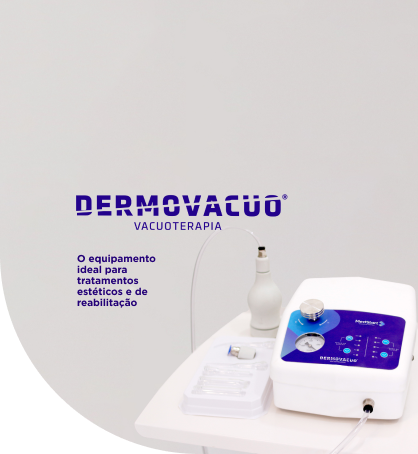 DERMOVACUO®
VACUOTERAPIA
O equipamento
ideal para
tratamentos
estéticos e de
reabilitação
DERMOVACUO